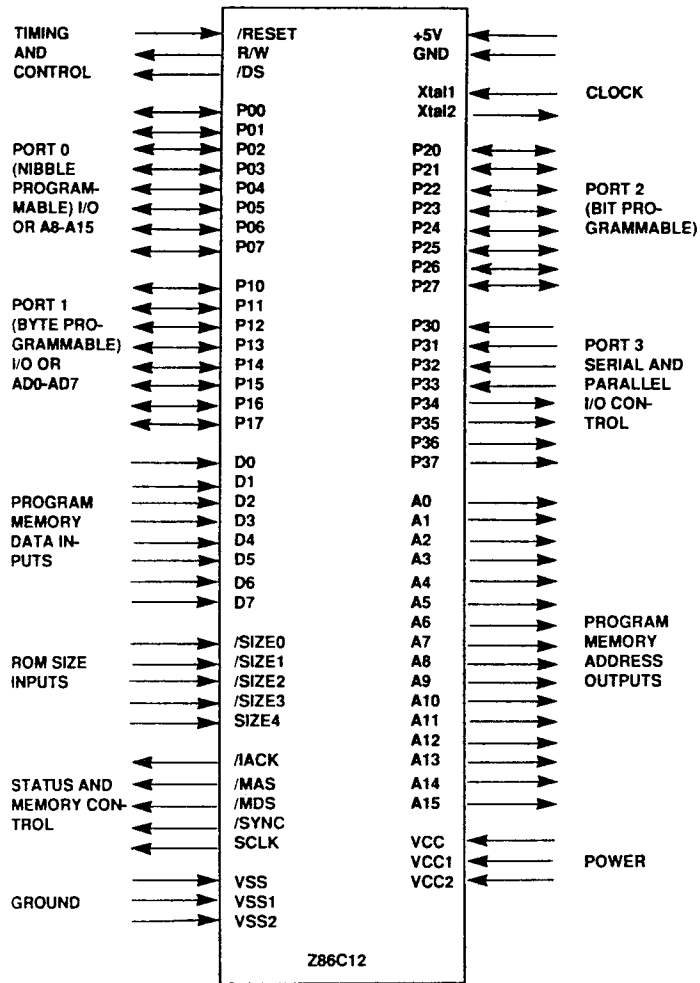 TIMING
AND
CONTROL
/RESET
R/W
/DS
PORT 0
(NIBBLE
PROGRAM-
MABLE) I/O
OR A8-A15
P00
P01
P02
P03
P04
P05
P06
P07
PORT 1
(BYTE PRO-
GRAMMABLE)
I/O OR
AD0-AD7
P10
P11
P12
P13
P14
P15
P16
P17
PROGRAM
MEMORY
DATA IN-
PUTS
D0
D1
D2
D3
D4
D5
D6
D7
ROM SIZE
INPUTS
/SIZE0
/SIZE1
/SIZE2
/SIZE3
SIZE4
STATUS AND
MEMORY CON-
TROL
/IACK
/MAS
/MDS
/SYNC
SCLK
GROUND
VSS
VSS1
VSS2
+5V
GND
Xtal1
Xtal2
CLOCK
P20
P21
P22
P23
P24
P25
P26
P27
PORT 2
(BIT PRO-
GRAMMABLE)
P30
P31
P32
P33
P34
P35
P36
P37
PORT 3
SERIAL AND
PARALLEL
I/O CON-
TROL
A0
A1
A2
A3
A4
A5
A6
A7
A8
A9
A10
A11
A12
A13
A14
A15
PROGRAM
MEMORY
ADDRESS
OUTPUTS
VCC
VCC1
VCC2
POWER
Z86C12